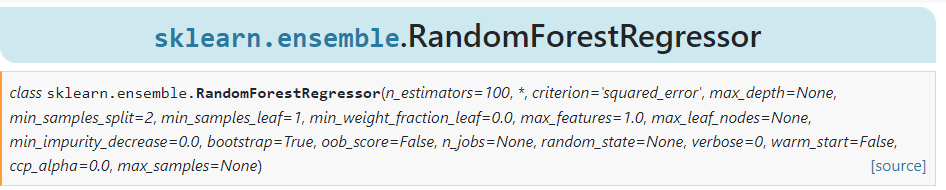 sklearn.ensemble.RandomForestRegressor
class sklearn.ensemble.RandomForestRegressor(n_estimators=100, *, criterion='squared_error', max_depth=None,
min_samples_split=2, min_samples_leaf=1, min_weight_fraction_leaf=0.0, max_features=1.0, max_leaf_nodes=None,
min_impurity_decrease=0.0, bootstrap=True, oob_score=False, n_jobs=None, random_state=None, verbose=0, warm_start=False,
ccp_alpha=0.0, max_samples=None) [source]